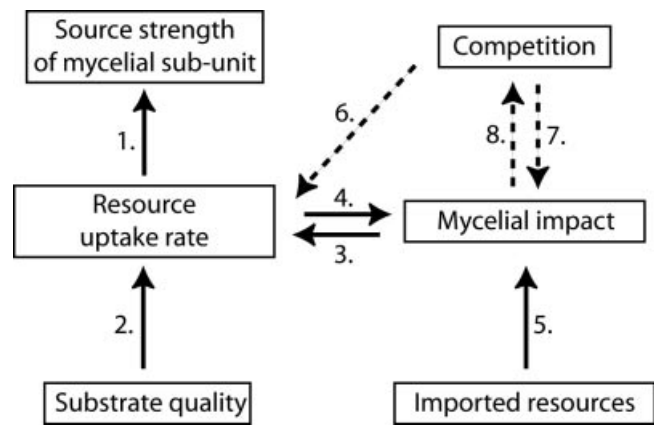 Source strength
of mycelial sub-unit
Competition
6.
1.
8.
7.
Resource
uptake rate
4.
3.
Mycelial impact
2.
5.
Substrate quality
Imported resources